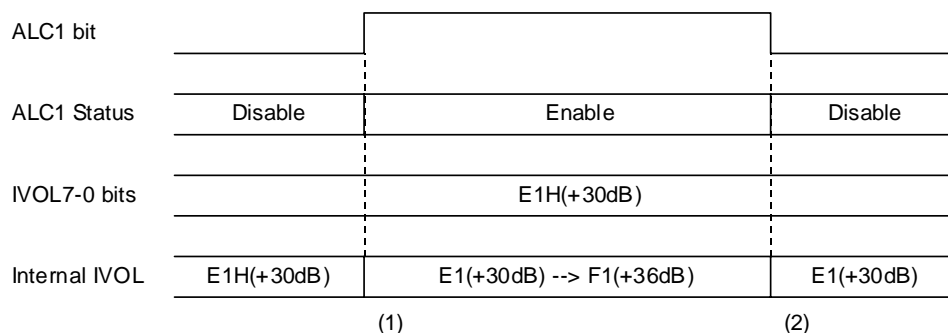 ALC1 bit
ALC1 Status Disable Enable Disable
IVOL7-0 bits E1H(+30dB)
Internal IVOL E1H(+30dB) E1(+30dB) --> F1(+36dB) E1(+30dB)
(1) (2)